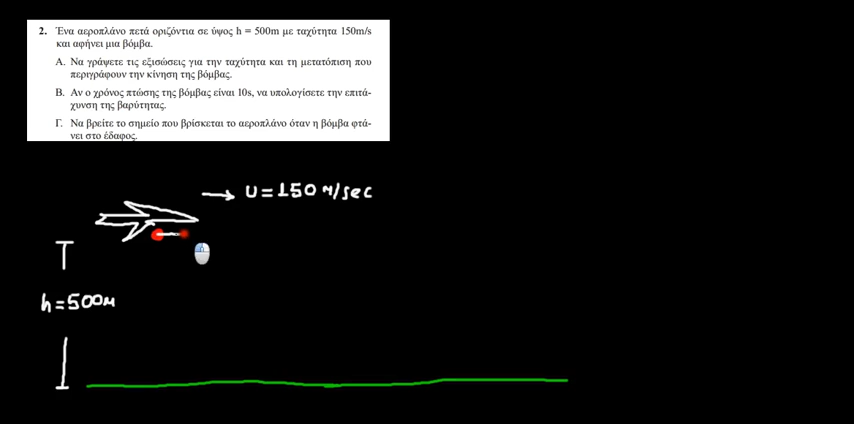 2. Ένα αεροπλάνο πετά οριζόντια σε ύψος h = 500m με ταχύτητα 150m/s
και αφήνει μια βόμβα.
Α. Να γράψετε τις εξισώσεις για την ταχύτητα και τη μετατόπιση που
περιγράφουν την κίνηση της βόμβας.
Β. Αν ο χρόνος πτώσης της βόμβας είναι 10s, να υπολογίσετε την επιτά-
χυνση της βαρύτητας.
Γ. Να βρείτε το σημείο που βρίσκεται το αεροπλάνο όταν η βόμβα φτά-
νει στο έδαφος.
υ=150 м/sec
h=500м